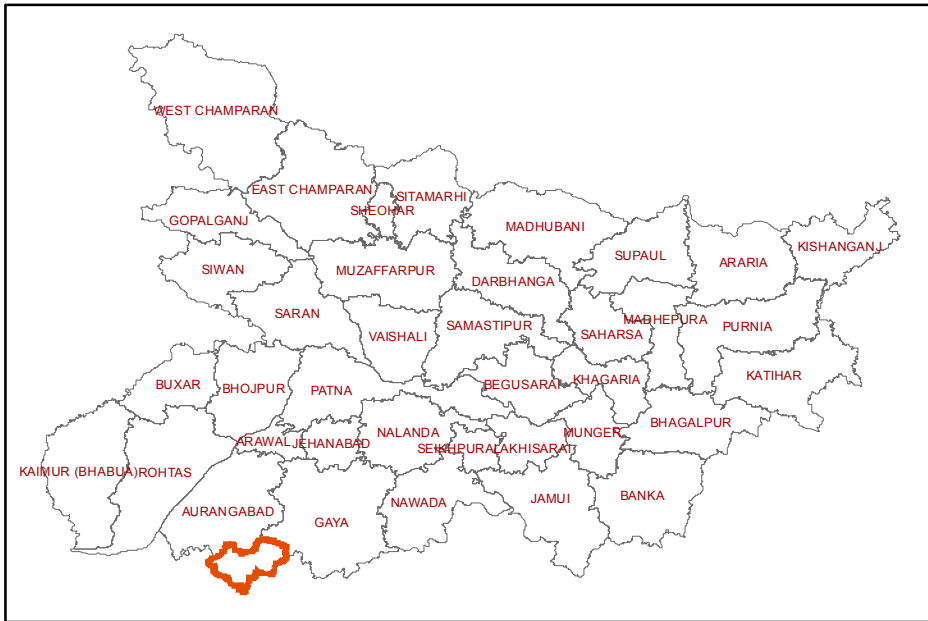 WEST CHAMPARAN
EAST CHAMPARAN
SITAMARHI
SHEOHAR
GOPALGANJ
MADHUBANI
KISHANGANJ
SUPAUL
ARARIA
SIWAN
MUZAFFARPUR
DARBHANGA
SARAN
MADHEPURA
VAISHALI
SAMASTIPUR
SAHARSA
PURNIA
BUXAR
BHOJPUR
PATNA
BEGUSARAI
KHAGARIA
KATIHAR
BHAGALPUR
ARAWAL
JEHANABAD
NALANDA
SEIKHPURA
LAKHISARAI
MUNGER
KAIMUR (BHABUA)
ROHTAS
AURANGABAD
GAYA
NAWADA
JAMUI
BANKA